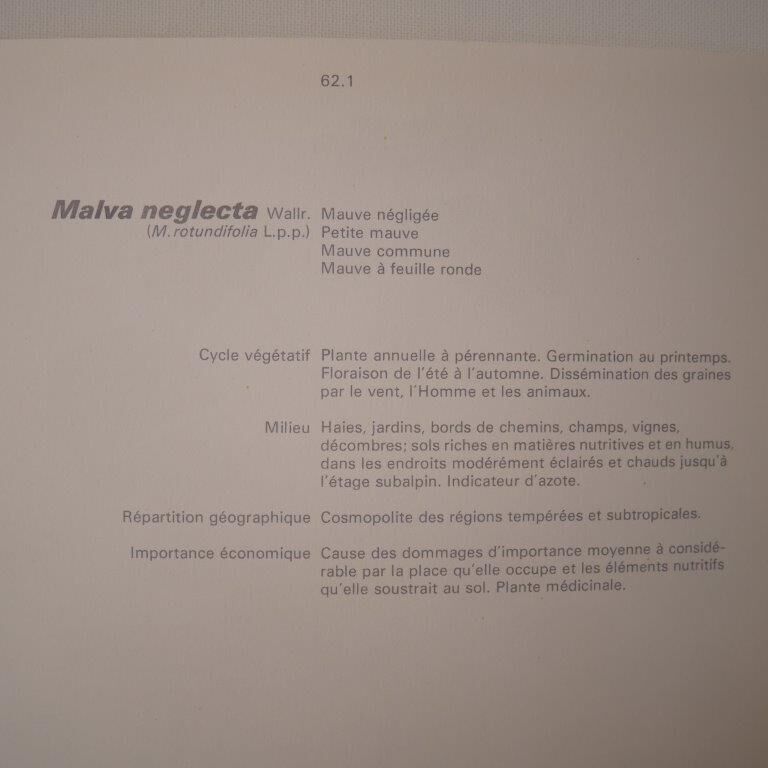 62.1
Malva neglecta Wallr. Mauve négligée
(M. rotundifolia L.p.p.) Petite mauve
Mauve commune
Mauve à feuille ronde
Cycle végétatif Plante annuelle à pérennante. Germination au printemps.
Floraison de l'été à l'automne. Dissémination des graines
par le vent, l'Homme et les animaux.
Milieu Haies, jardins, bords de chemins, champs, vignes,
décombres; sols riches en matières nutritives et en humus,
dans les endroits modérément éclairés et chauds jusqu'à
l'étage subalpin. Indicateur d'azote.
Répartition géographique Cosmopolite des régions tempérées et subtropicales.
Importance économique Cause des dommages d'importance moyenne à considé-
rable par la place qu'elle occupe et les éléments nutritifs
qu'elle soustrait au sol. Plante médicinale.